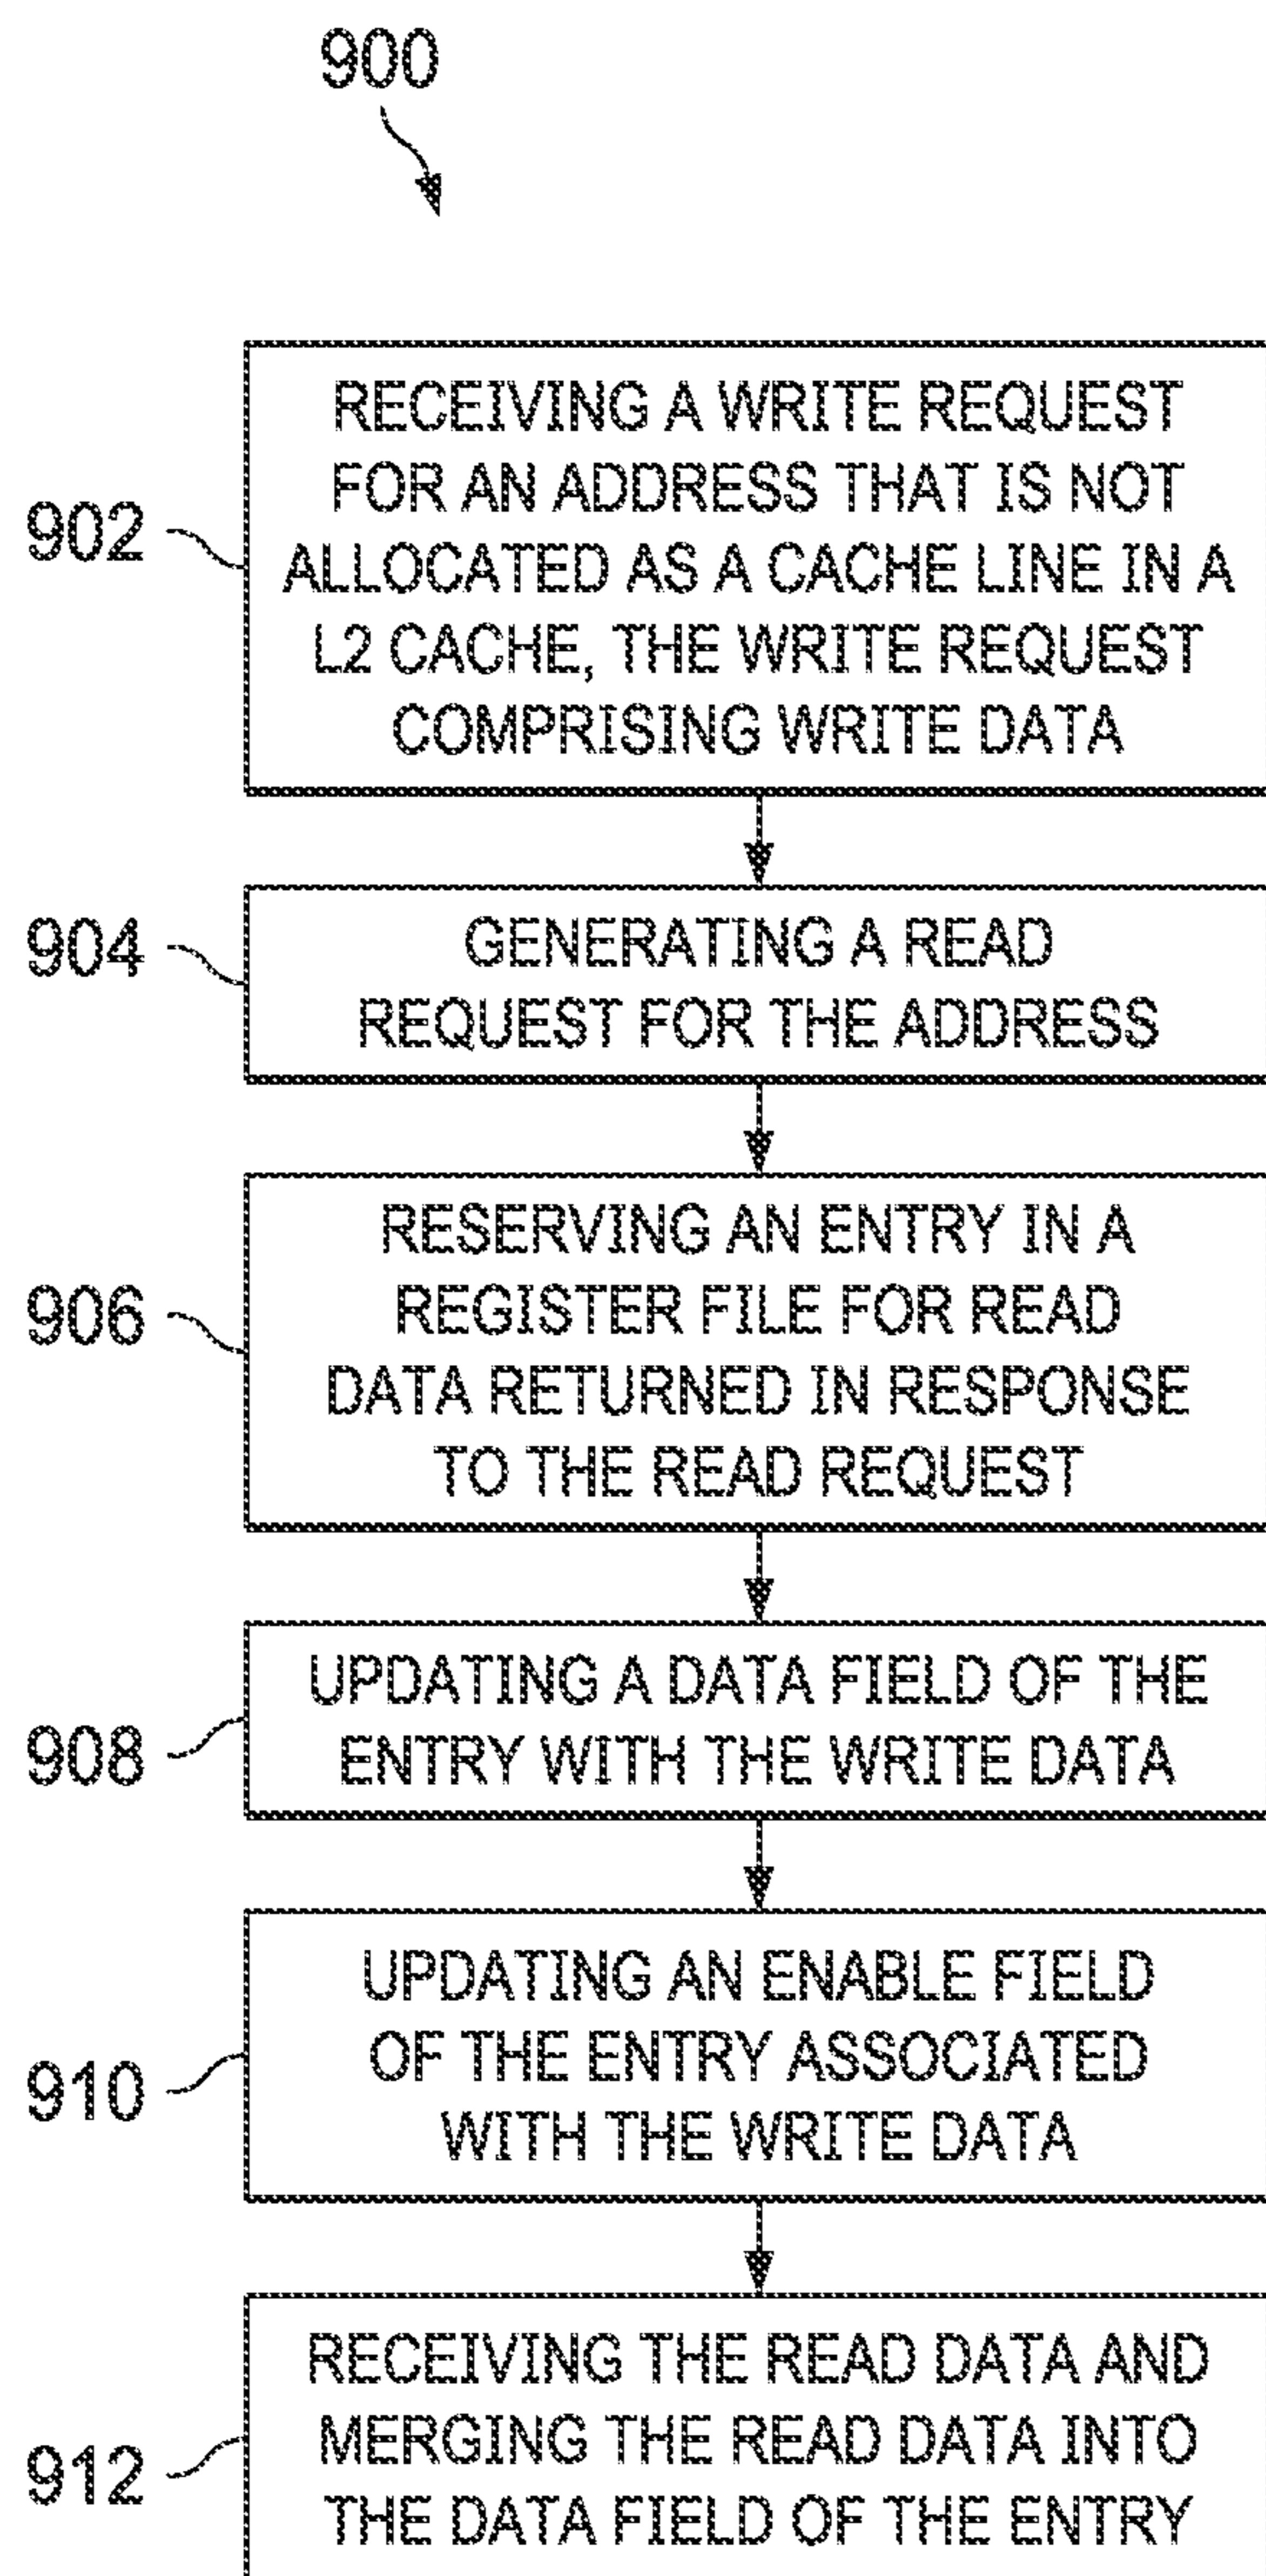 900
902
RECEIVING A WRITE REQUEST
FOR AN ADDRESS THAT IS NOT
ALLOCATED AS A CACHE LINE IN A
L2 CACHE, THE WRITE REQUEST
COMPRISING WRITE DATA
904
GENERATING A READ
REQUEST FOR THE ADDRESS
906
RESERVING AN ENTRY IN A
REGISTER FILE FOR READ
DATA RETURNED IN RESPONSE
TO THE READ REQUEST
908
UPDATING A DATA FIELD OF THE
ENTRY WITH THE WRITE DATA
910
UPDATING AN ENABLE FIELD
OF THE ENTRY ASSOCIATED
WITH THE WRITE DATA
912
RECEIVING THE READ DATA AND
MERGING THE READ DATA INTO
THE DATA FIELD OF THE ENTRY